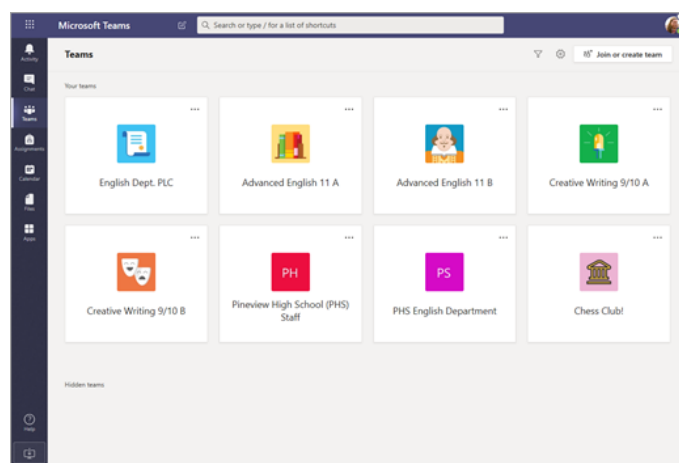 Microsoft Teams
Search or type / for a list of shortcuts
Activity
Chat
Teams
Assignments
Calendar
Files
Apps
Help
Teams
Join or create team
Your teams
English Dept. PLC
Advanced English 11 A
Advanced English 11 B
Creative Writing 9/10 A
Creative Writing 9/10 B
PH
Pineview High School (PHS)
Staff
PS
PHS English Department
Chess Club!
Hidden teams